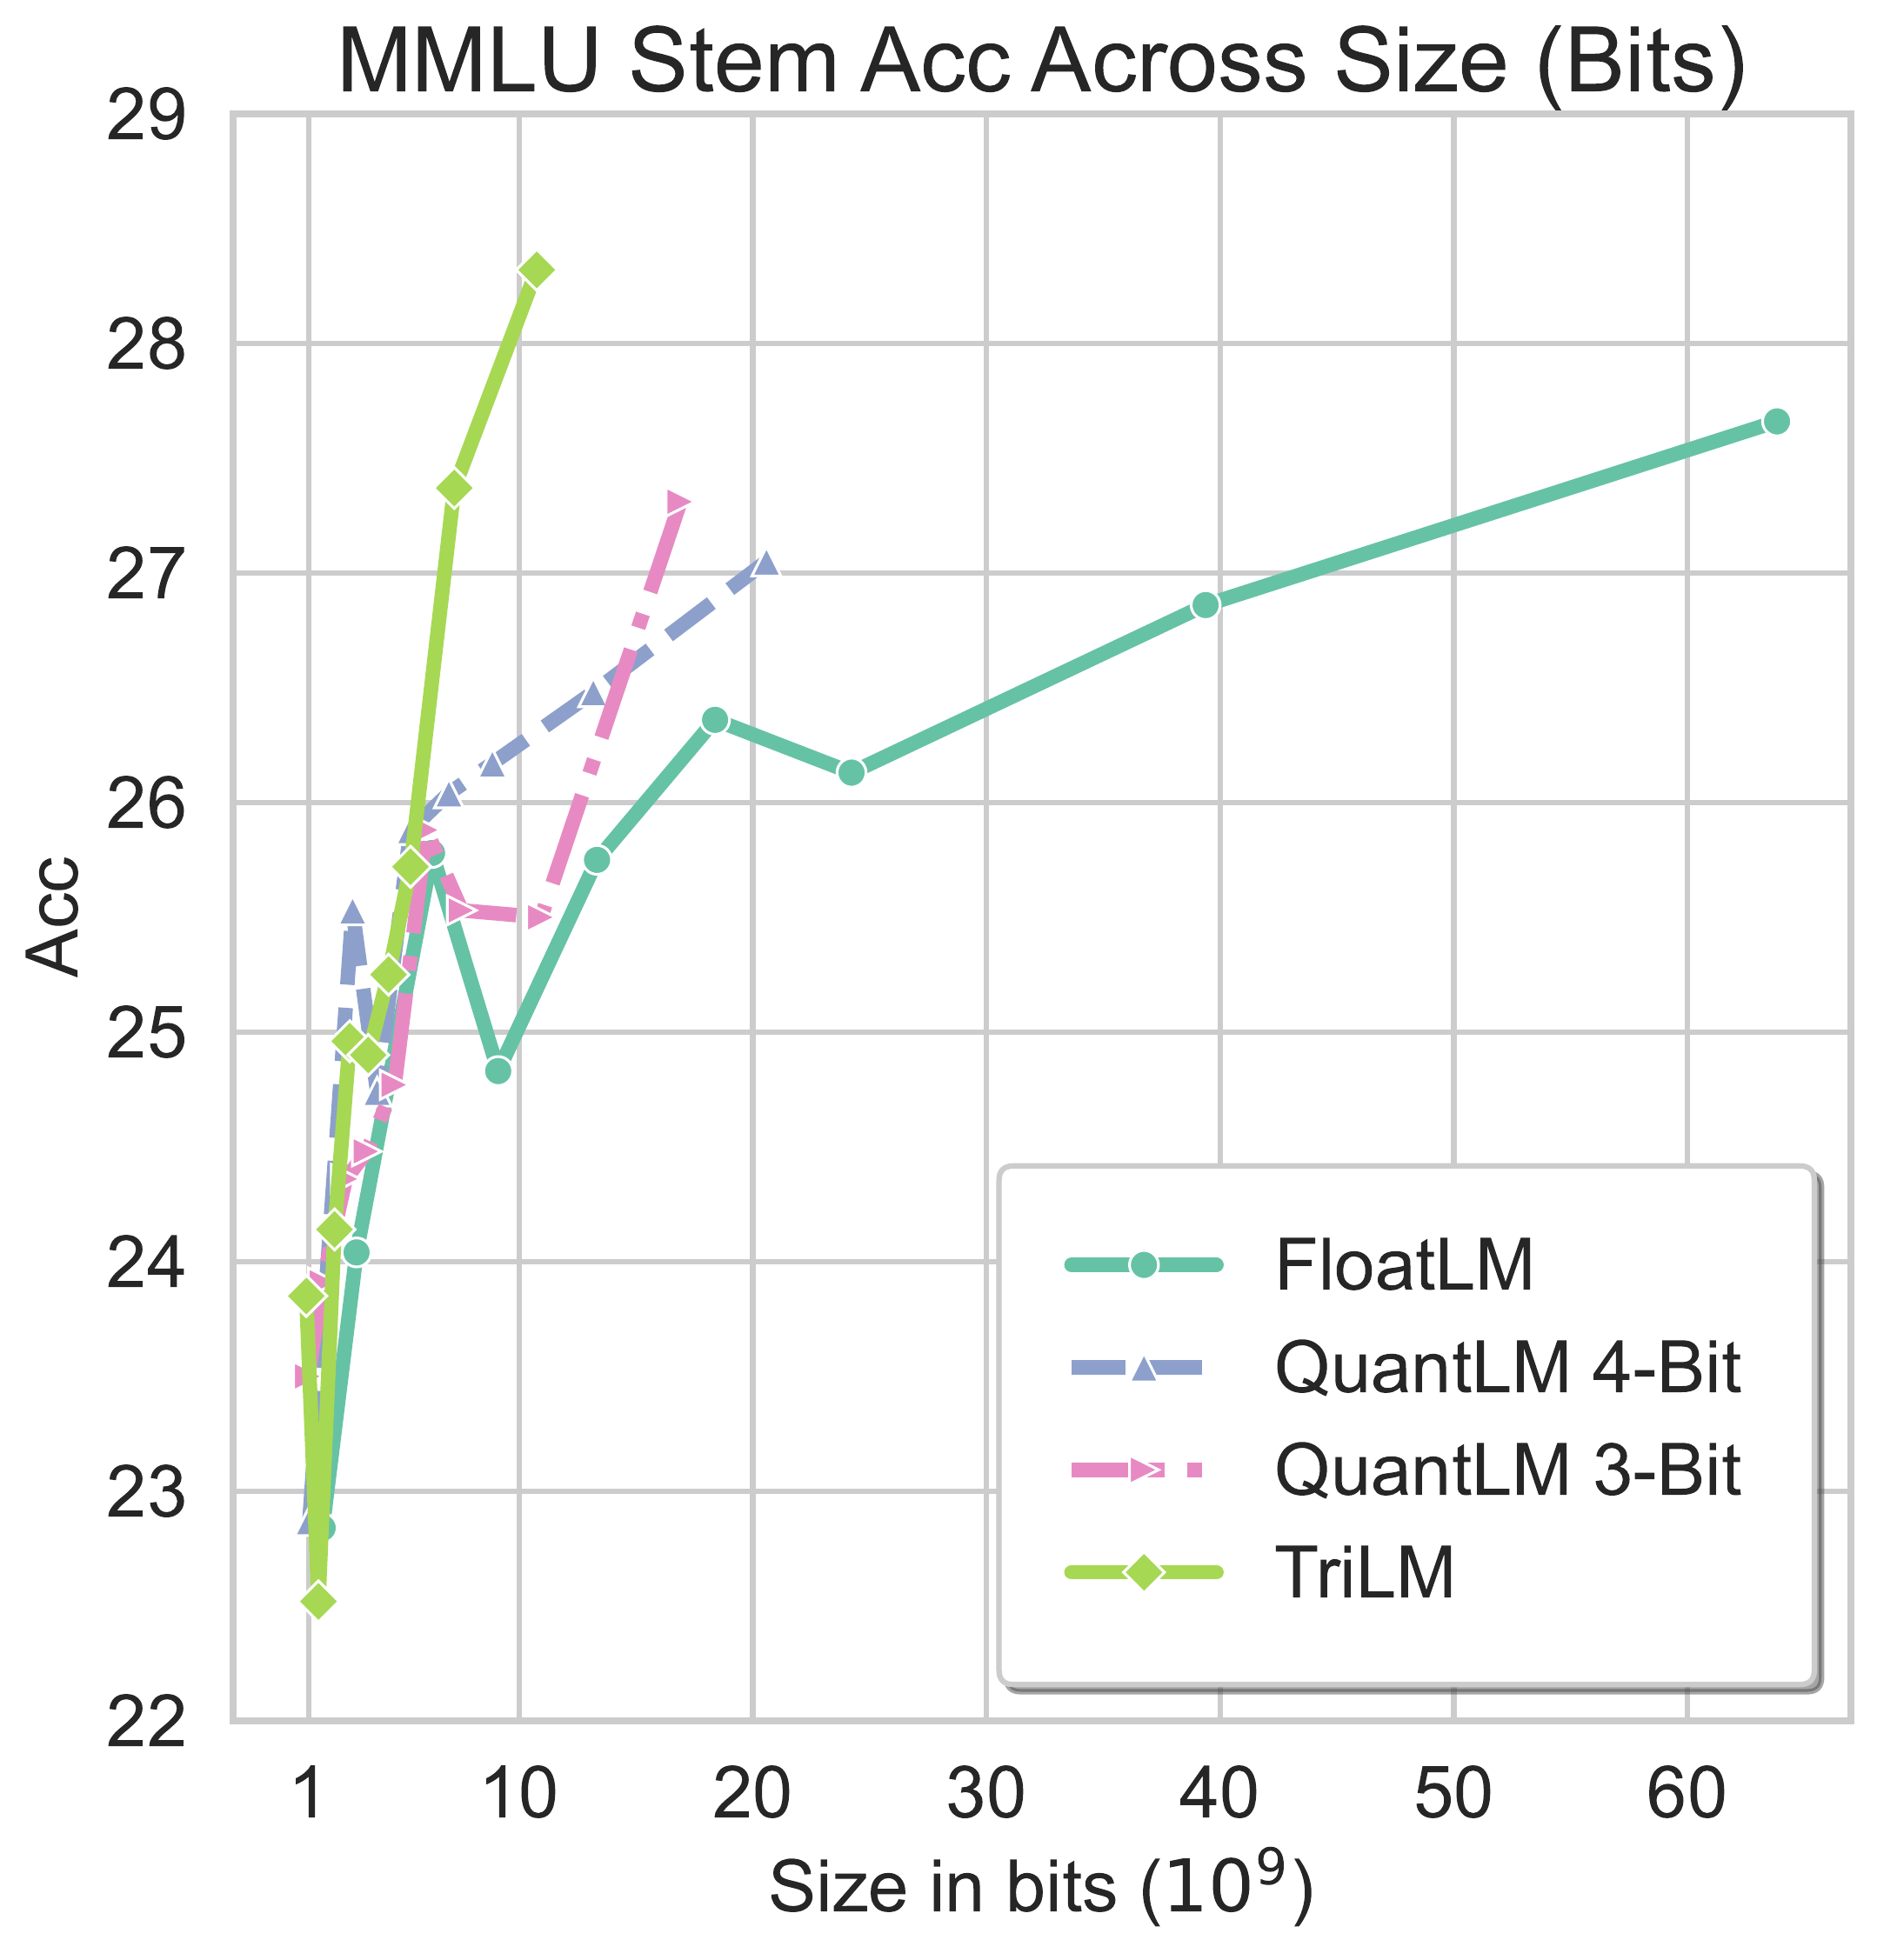 MMLU Stem Acc Across Size (Bits)
29
28
27
26
25
24
23
22
Acc
FloatLM
QuantLM 4-Bit
QuantLM 3-Bit
TriLM
1 10 20 30 40 50 60
Size in bits (10⁹)